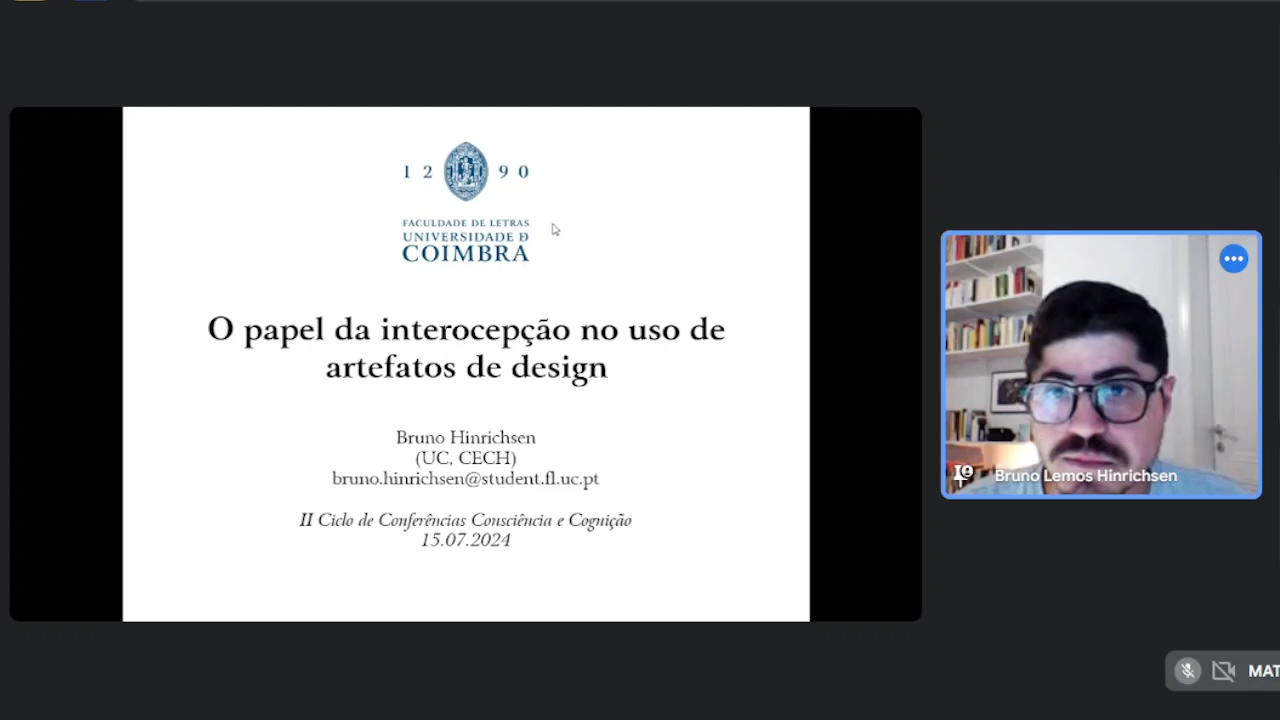 1 2 9 0
FACULDADE DE LETRAS
UNIVERSIDADE Ð
COIMBRA
O papel da interocepção no uso de
artefatos de design
Bruno Hinrichsen
(UC, CECH)
bruno.hinrichsen@student.fl.uc.pt
II Ciclo de Conferências Consciência e Cognição
15.07.2024
Bruno Lemos Hinrichsen
MAT